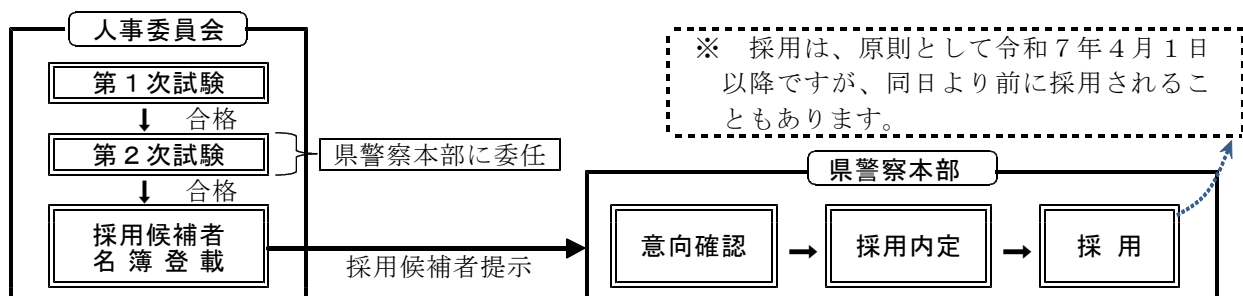 人事委員会
第１次試験
合格
第２次試験
県警察本部に委任
合格
採用候補者
名簿登載
採用候補者提示
※　採用は、原則として令和７年４月１日
以降ですが、同日より前に採用されるこ
ともあります。
県警察本部
意向確認
採用内定
採　用